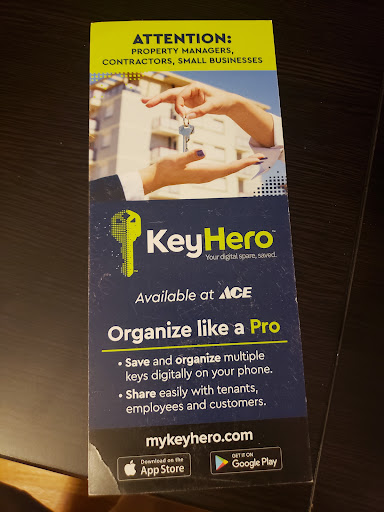 ATTENTION:
PROPERTY MANAGERS,
CONTRACTORS, SMALL BUSINESSES
KeyHero™
Your digital spare, saved.
Available at ACE
Organize like a Pro
• Save and organize multiple
keys digitally on your phone.
• Share easily with tenants,
employees and customers.
mykeyhero.com
Download on the
App Store
GET IT ON
Google Play